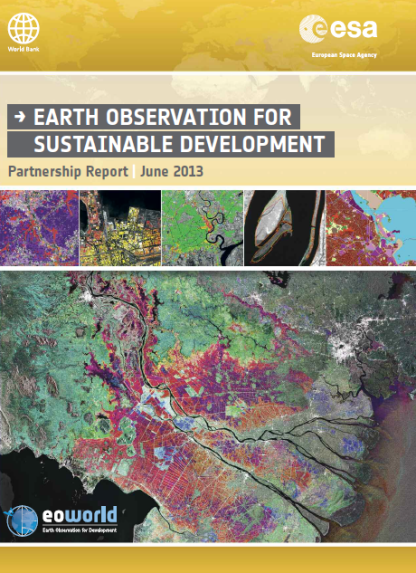 World Bank
esa
European Space Agency
→ EARTH OBSERVATION FOR
SUSTAINABLE DEVELOPMENT
Partnership Report | June 2013
eoworld
Earth Observation for Development